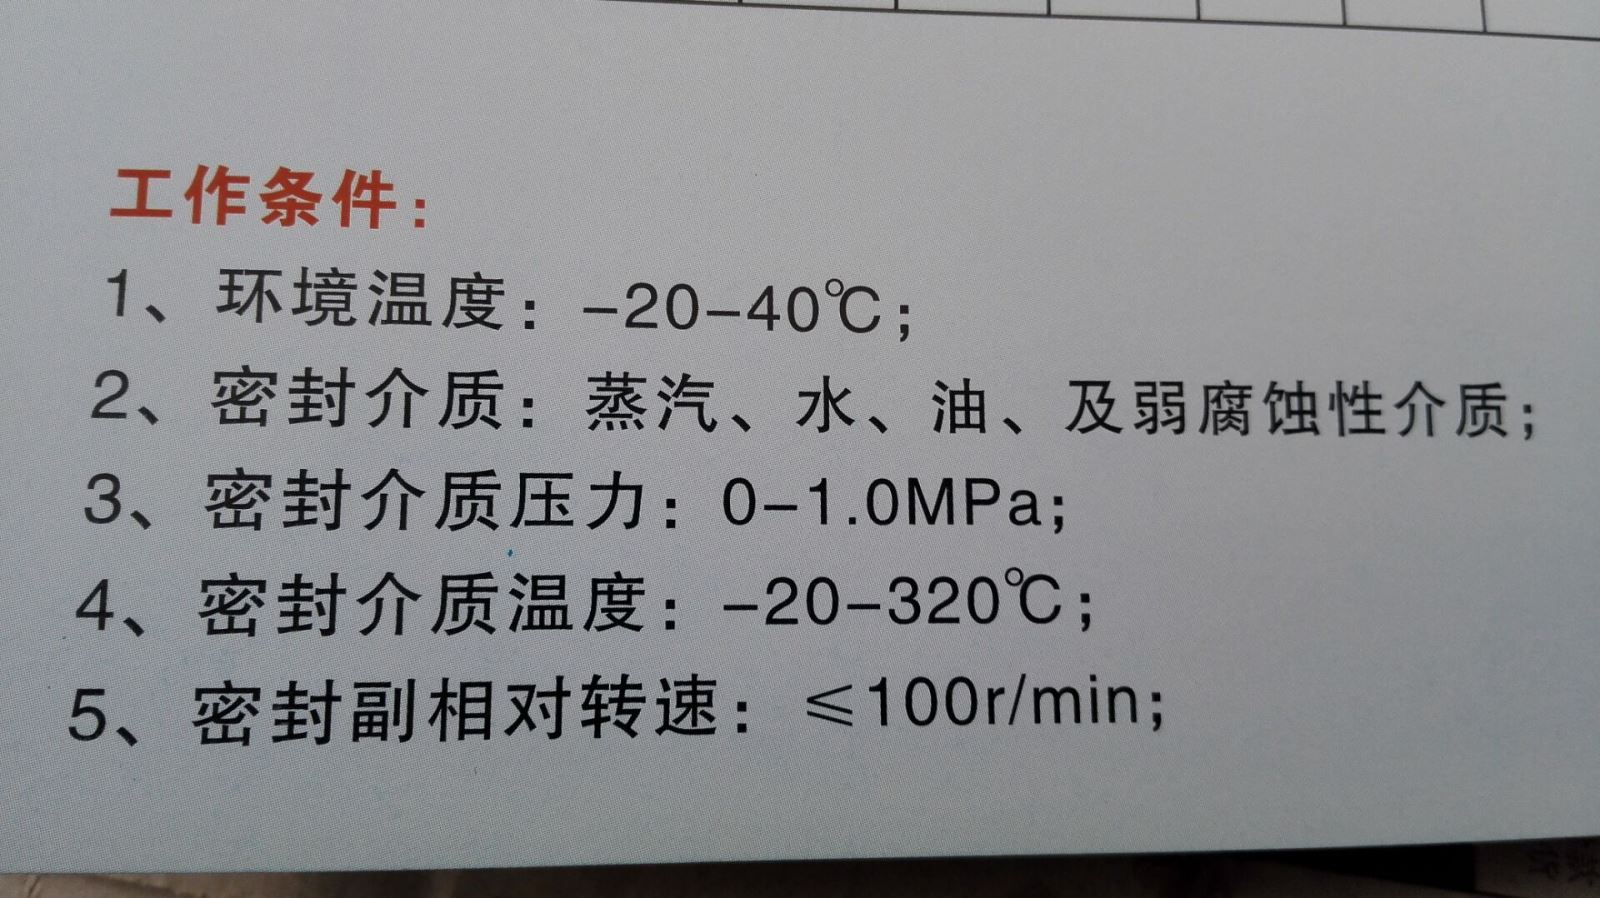 工作条件：
1、环境温度：-20-40℃；
2、密封介质：蒸汽、水、油、及弱腐蚀性介质；
3、密封介质压力：0-1.0MPa；
4、密封介质温度：-20-320℃；
5、密封副相对转速：≤100r/min；